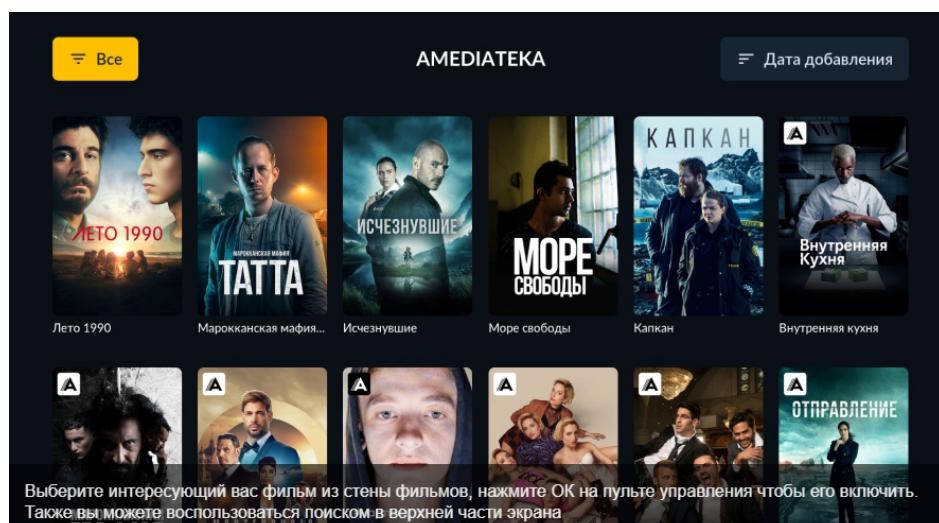 Все
AMEDIATEKA
Дата добавления
ЛЕТО 1990
МАРОККАНСКАЯ МАФИЯ
ТАТТА
ИСЧЕЗНУВШИЕ
МОРЕ
СВОБОДЫ
КАПКАН
Внутренняя
Кухня
Лето 1990
Марокканская мафия...
Исчезнувшие
Море свободы
Капкан
Внутренняя кухня
ОТПРАВЛЕНИЕ
Выберите интересующий вас фильм из стены фильмов, нажмите ОК на пульте управления чтобы его включить.
Также вы можете воспользоваться поиском в верхней части экрана